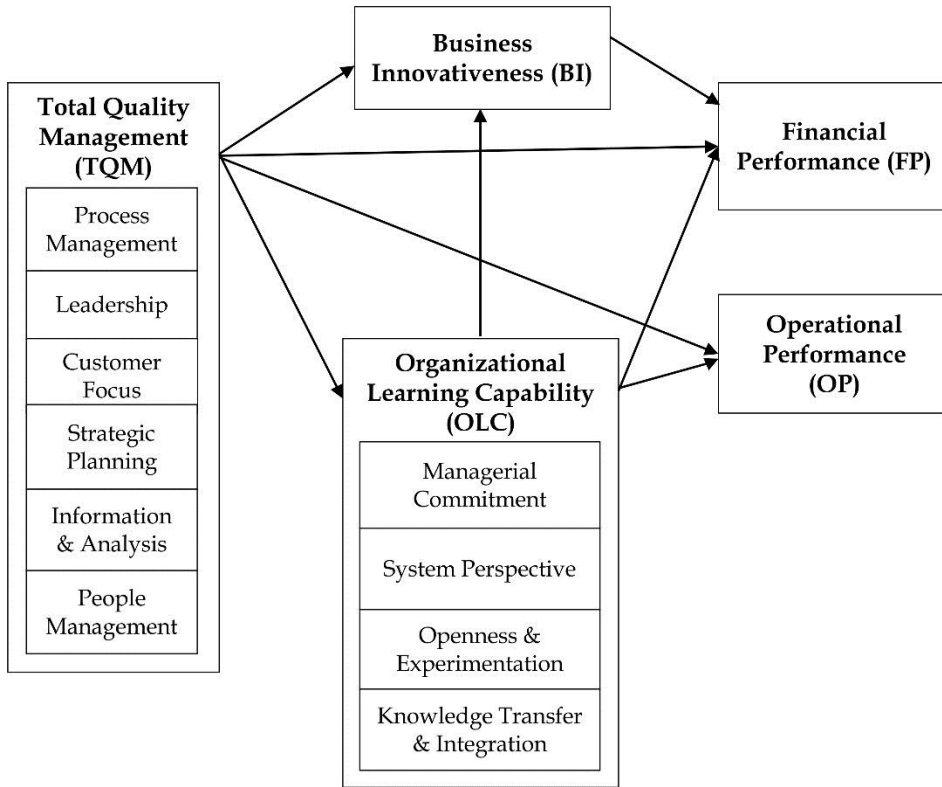 Business
Innovativeness (BI)
Total Quality
Management
(TQM)
Process
Management
Leadership
Customer
Focus
Strategic
Planning
Information
& Analysis
People
Management
Organizational
Learning Capability
(OLC)
Managerial
Commitment
System Perspective
Openness &
Experimentation
Knowledge Transfer
& Integration
Financial
Performance (FP)
Operational
Performance
(OP)